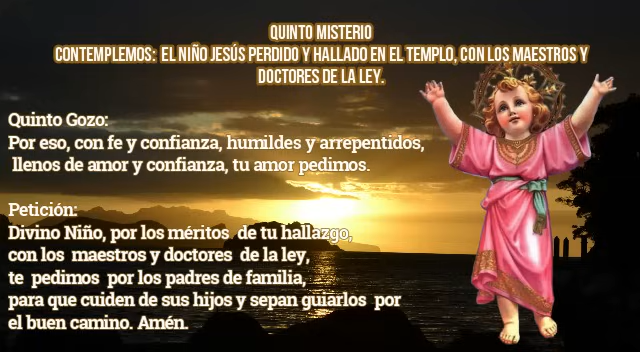 QUINTO MISTERIO
CONTEMPLEMOS: EL NIÑO JESÚS PERDIDO Y HALLADO EN EL TEMPLO, CON LOS MAESTROS Y
DOCTORES DE LA LEY.
Quinto Gozo:
Por eso, con fe y confianza, humildes y arrepentidos,
llenos de amor y confianza, tu amor pedimos.
Petición:
Divino Niño, por los méritos de tu hallazgo,
con los maestros y doctores de la ley,
te pedimos por los padres de familia,
para que cuiden de sus hijos y sepan guiarlos por
el buen camino. Amén.